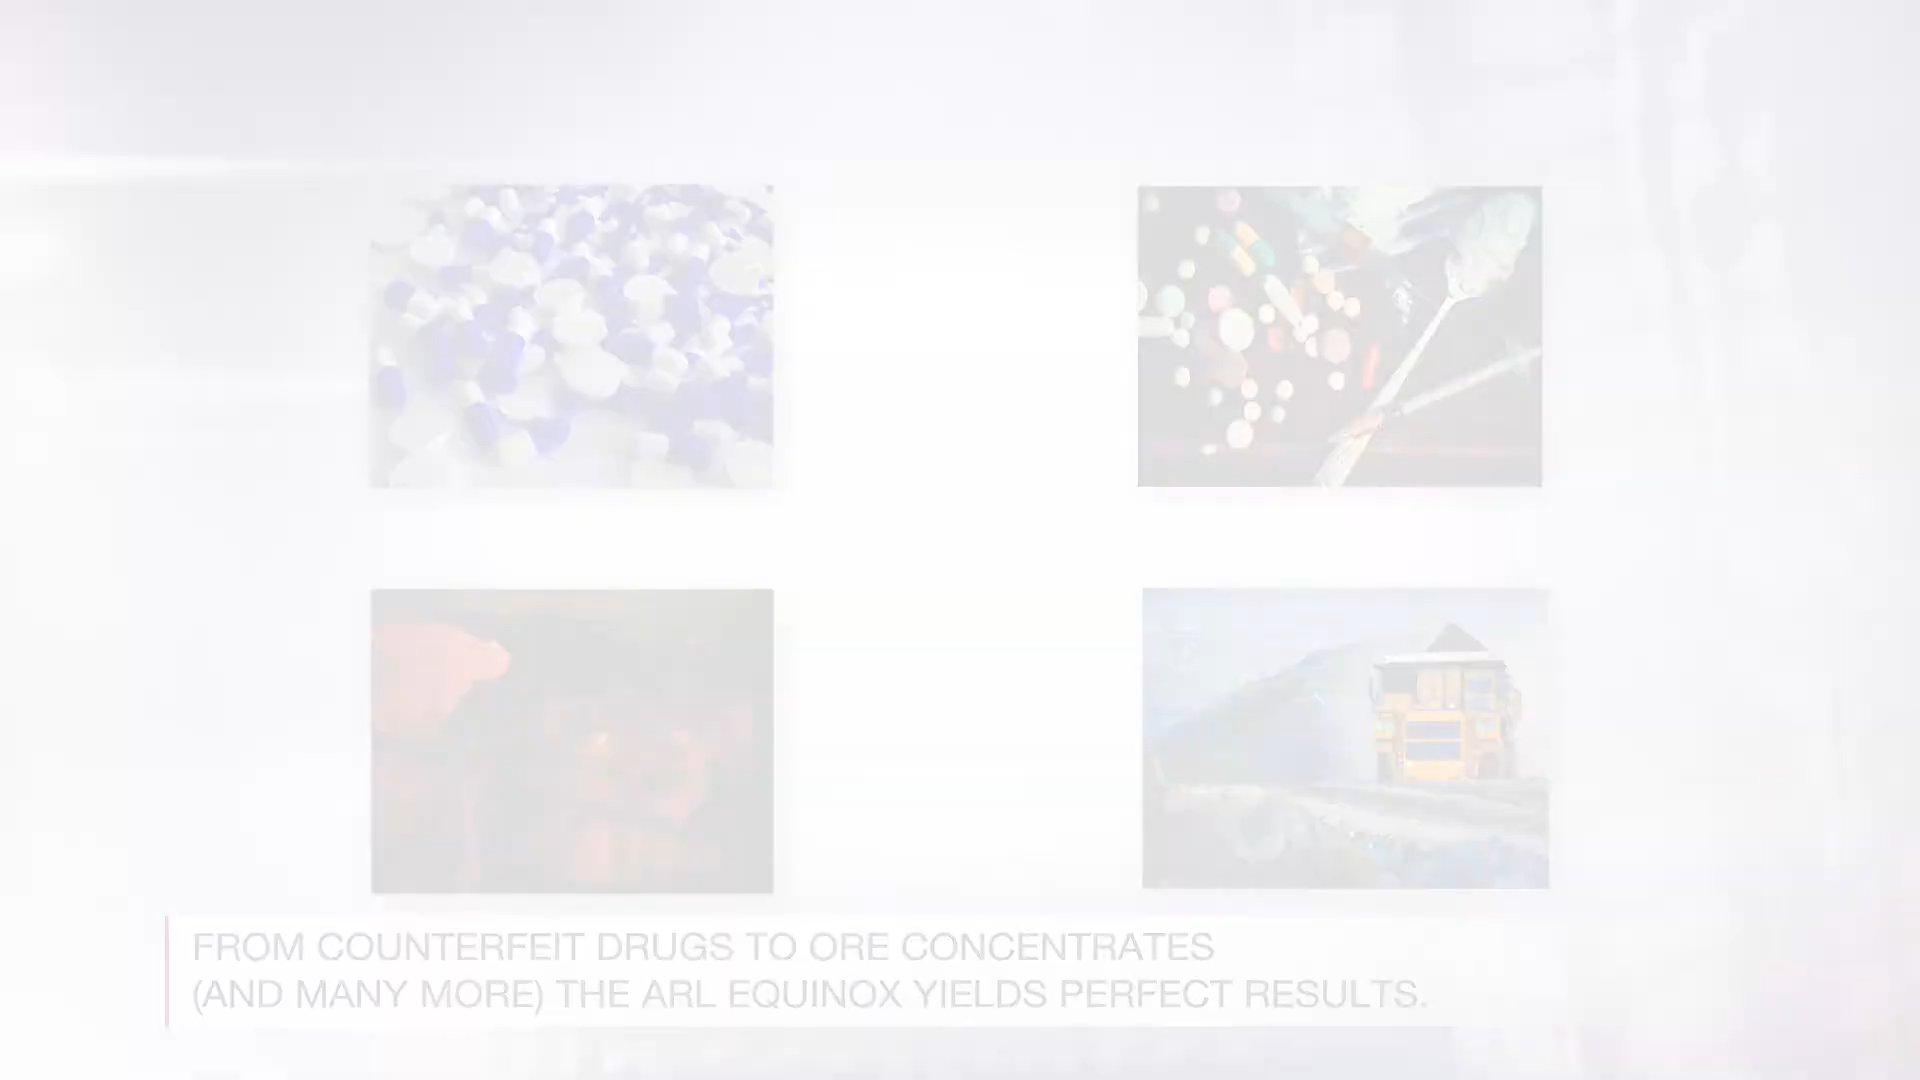 FROM COUNTERFEIT DRUGS TO ORE CONCENTRATES
(AND MANY MORE) THE ARL EQUINOX YIELDS PERFECT RESULTS.